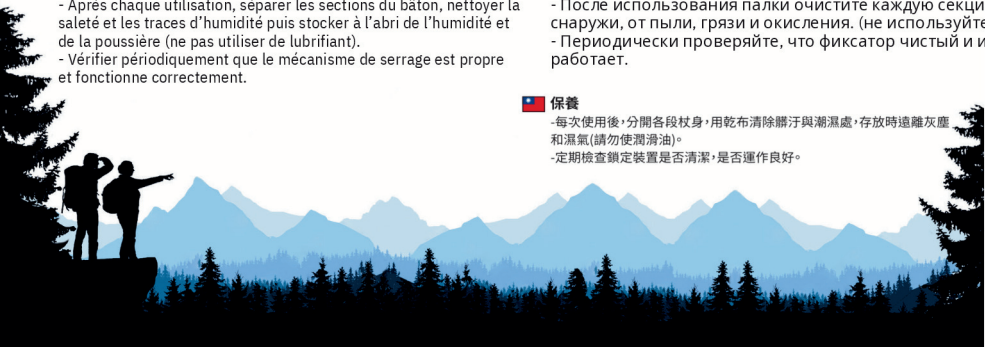 - Après chaque utilisation, séparer les sections du bâton, nettoyer la
saleté et les traces d’humidité puis stocker à l’abri de l’humidité et
de la poussière (ne pas utiliser de lubrifiant).
- Vérifier périodiquement que le mécanisme de serrage est propre
et fonctionne correctement.
- После использования палки очистите каждую секци
снаружи, от пыли, грязи и окисления. (не используйте
- Периодически проверяйте, что фиксатор чистый и и
работает.
保養
-每次使用後,分開各段杖身,用乾布清除髒汙與潮濕處,存放時遠離灰塵
和濕氣(請勿使潤滑油)。
-定期檢查鎖定裝置是否清潔,是否運作良好。